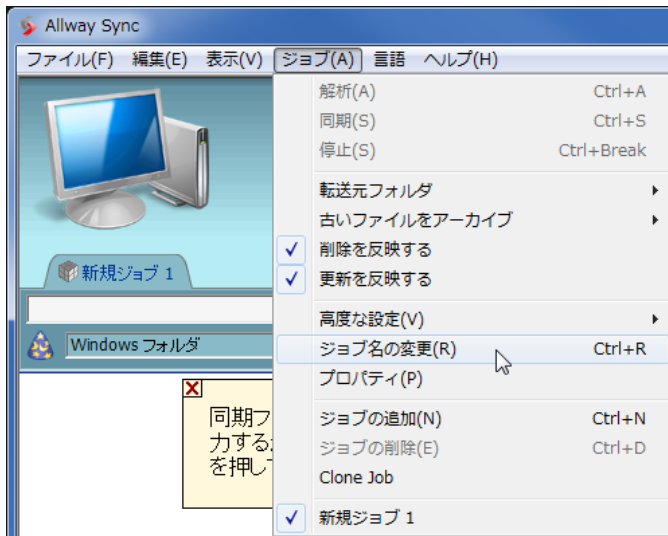 Allway Sync
ファイル(F) 編集(E) 表示(V) ジョブ(A) 言語 ヘルプ(H)
解析(A) Ctrl+A
同期(S) Ctrl+S
停止(S) Ctrl+Break
転送元フォルダ
古いファイルをアーカイブ
削除を反映する
更新を反映する
高度な設定(V)
ジョブ名の変更(R) Ctrl+R
プロパティ(P)
ジョブの追加(N) Ctrl+N
ジョブの削除(E) Ctrl+D
Clone Job
新規ジョブ 1
新規ジョブ 1
Windows フォルダ
同期フ
力する
を押し